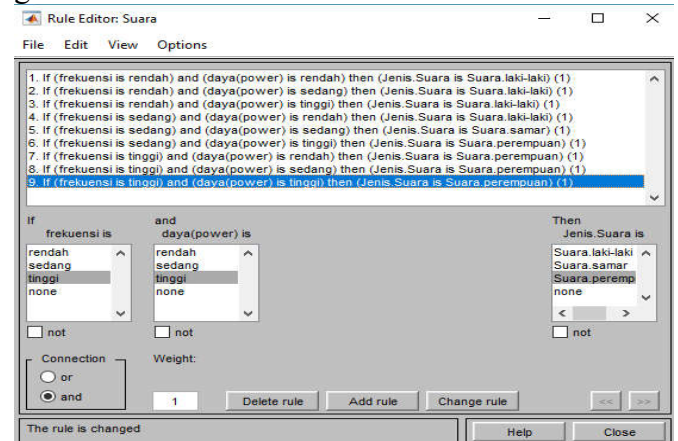 Rule Editor: Suara
File Edit View Options
1. If (frekuensi is rendah) and (daya(power) is rendah) then (Jenis.Suara is Suara.laki-laki) (1)
2. If (frekuensi is rendah) and (daya(power) is sedang) then (Jenis.Suara is Suara.laki-laki) (1)
3. If (frekuensi is rendah) and (daya(power) is tinggi) then (Jenis.Suara is Suara.laki-laki) (1)
4. If (frekuensi is sedang) and (daya(power) is rendah) then (Jenis.Suara is Suara.laki-laki) (1)
5. If (frekuensi is sedang) and (daya(power) is sedang) then (Jenis.Suara is Suara.samar) (1)
6. If (frekuensi is sedang) and (daya(power) is tinggi) then (Jenis.Suara is Suara.perempuan) (1)
7. If (frekuensi is tinggi) and (daya(power) is rendah) then (Jenis.Suara is Suara.perempuan) (1)
8. If (frekuensi is tinggi) and (daya(power) is sedang) then (Jenis.Suara is Suara.perempuan) (1)
9. If (frekuensi is tinggi) and (daya(power) is tinggi) then (Jenis.Suara is Suara.perempuan) (1)
If and Then
frekuensi is daya(power) is Jenis.Suara is
rendah rendah Suara.laki-laki
sedang sedang Suara.samar
tinggi tinggi Suara.peremp
none none none
not not not
Connection Weight:
or
and 1 Delete rule Add rule Change rule << >>
The rule is changed Help Close